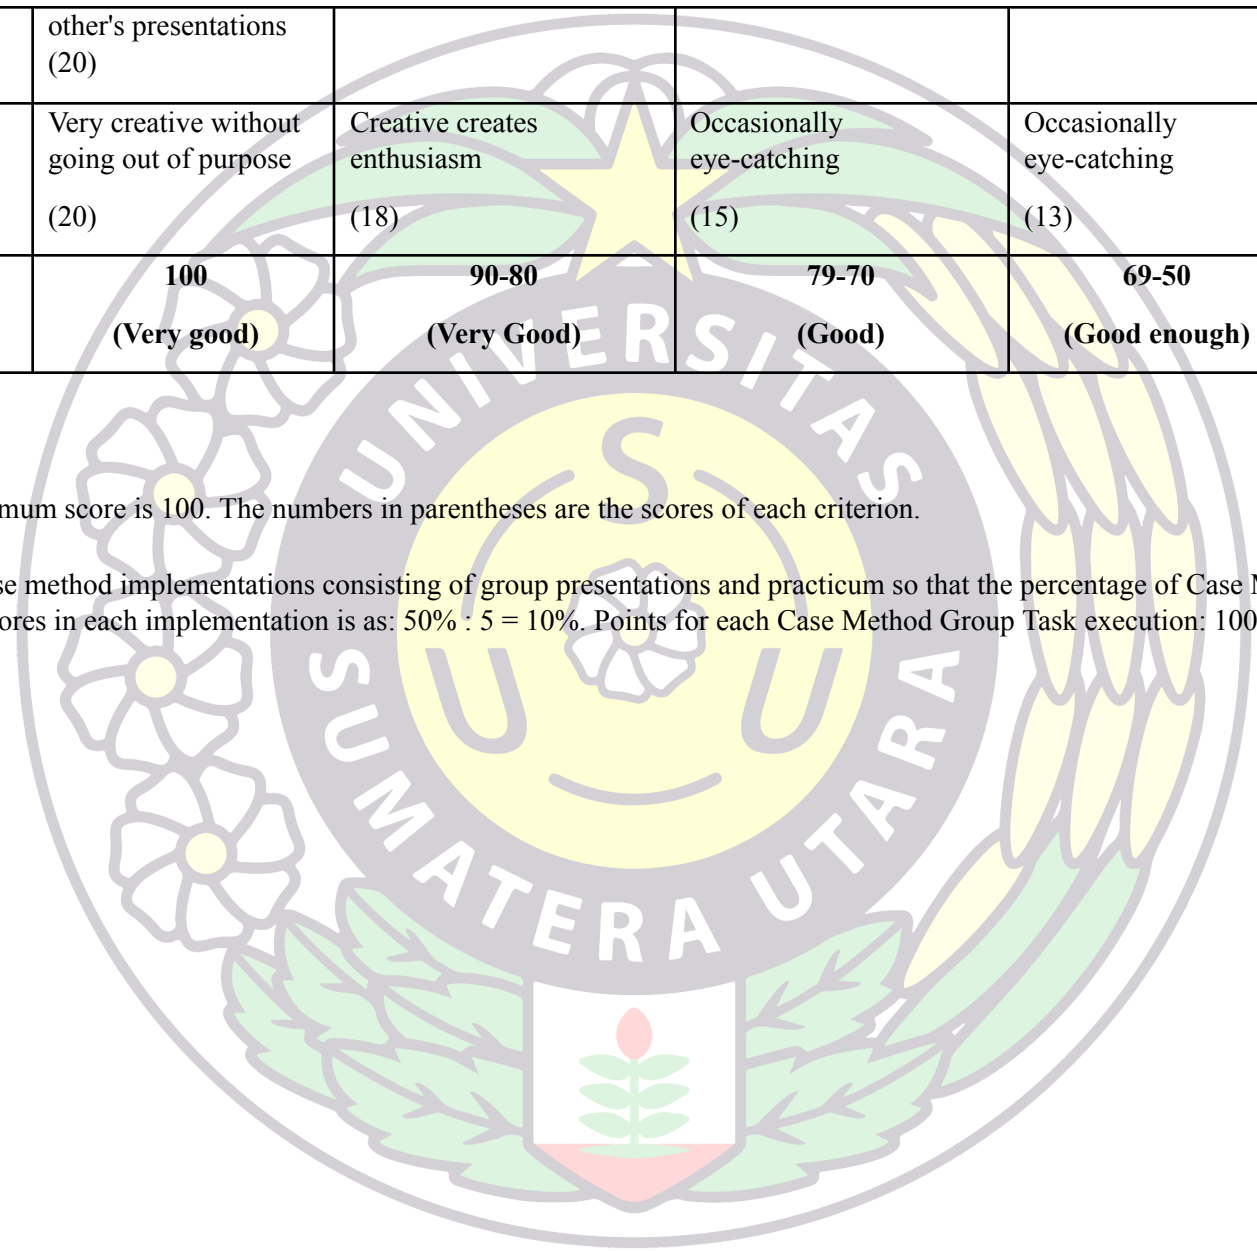 other's presentations
(20)
Very creative without
going out of purpose
(20)
Creative creates
enthusiasm
(18)
Occasionally
eye-catching
(15)
Occasionally
eye-catching
(13)
100
(Very good)
90-80
(Very Good)
79-70
(Good)
69-50
(Good enough)
score is 100. The numbers in parentheses are the scores of each criterion.
method implementations consisting of group presentations and practicum so that the percentage of Case
in each implementation is as: 50% : 5 = 10%. Points for each Case Method Group Task execution: 100
UNIVERSITAS
SUMATERA UTARA
U S U